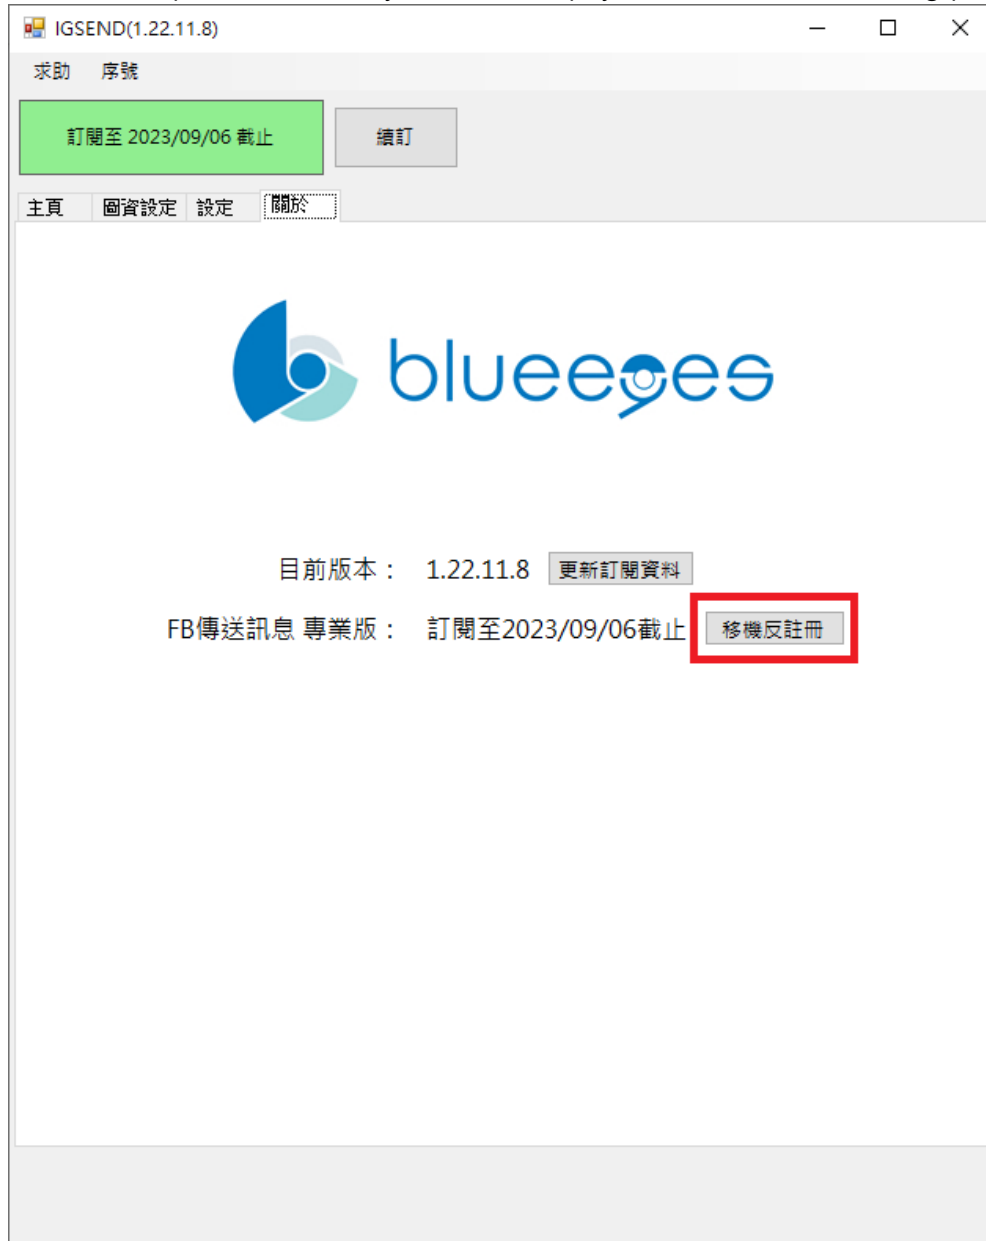 IGSEND(1.22.11.8)
求助 序號
訂閱至 2023/09/06 截止 續訂
主頁 圖資設定 設定 關於
blueeyes
目前版本： 1.22.11.8 更新訂閱資料
FB傳送訊息 專業版： 訂閱至2023/09/06截止 移機反註冊